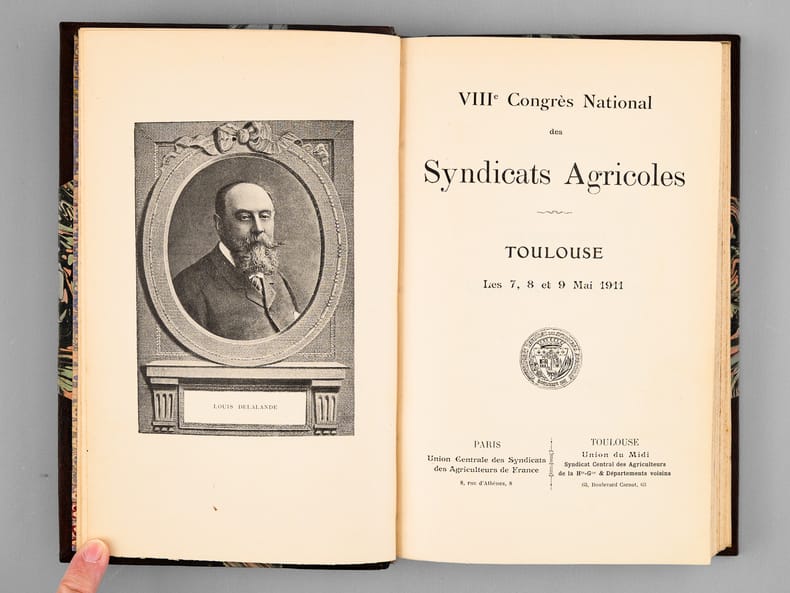 LOUIS DELALANDE
VIIIe Congrès National
des
Syndicats Agricoles
TOULOUSE
Les 7, 8 et 9 Mai 1911
PARIS
Union Centrale des Syndicats
des Agriculteurs de France
8, rue d'Athènes, 8
TOULOUSE
Union du Midi
Syndicat Central des Agriculteurs
de la Hte-Gne & Départements voisins
63, Boulevard Carnot, 63